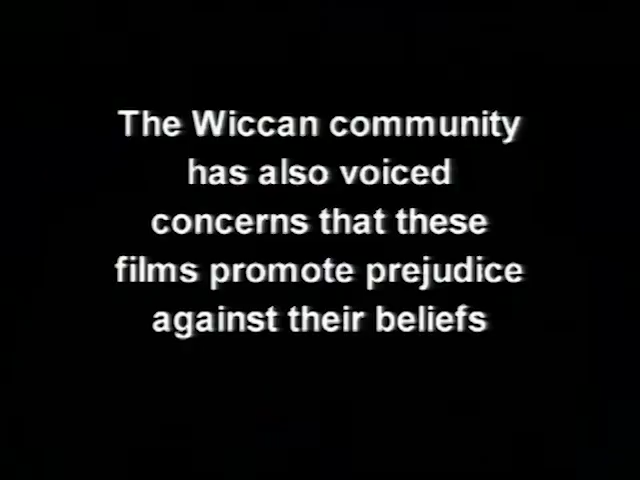 The Wiccan community
has also voiced
concerns that these
films promote prejudice
against their beliefs